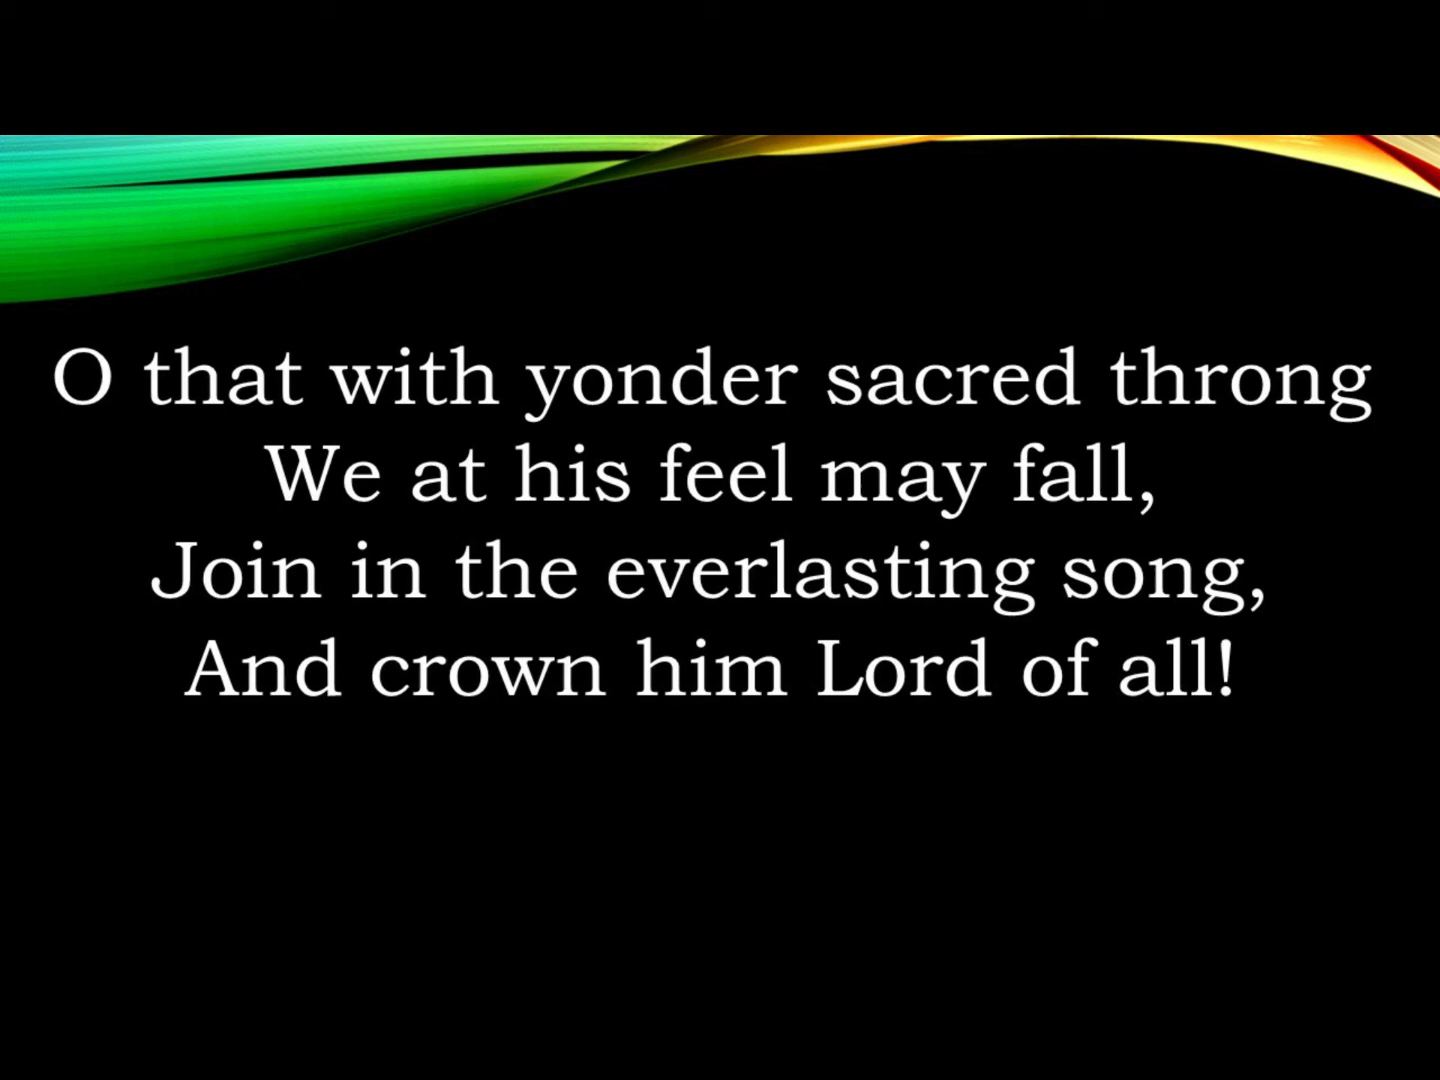 O that with yonder sacred throng
We at his feel may fall,
Join in the everlasting song,
And crown him Lord of all!